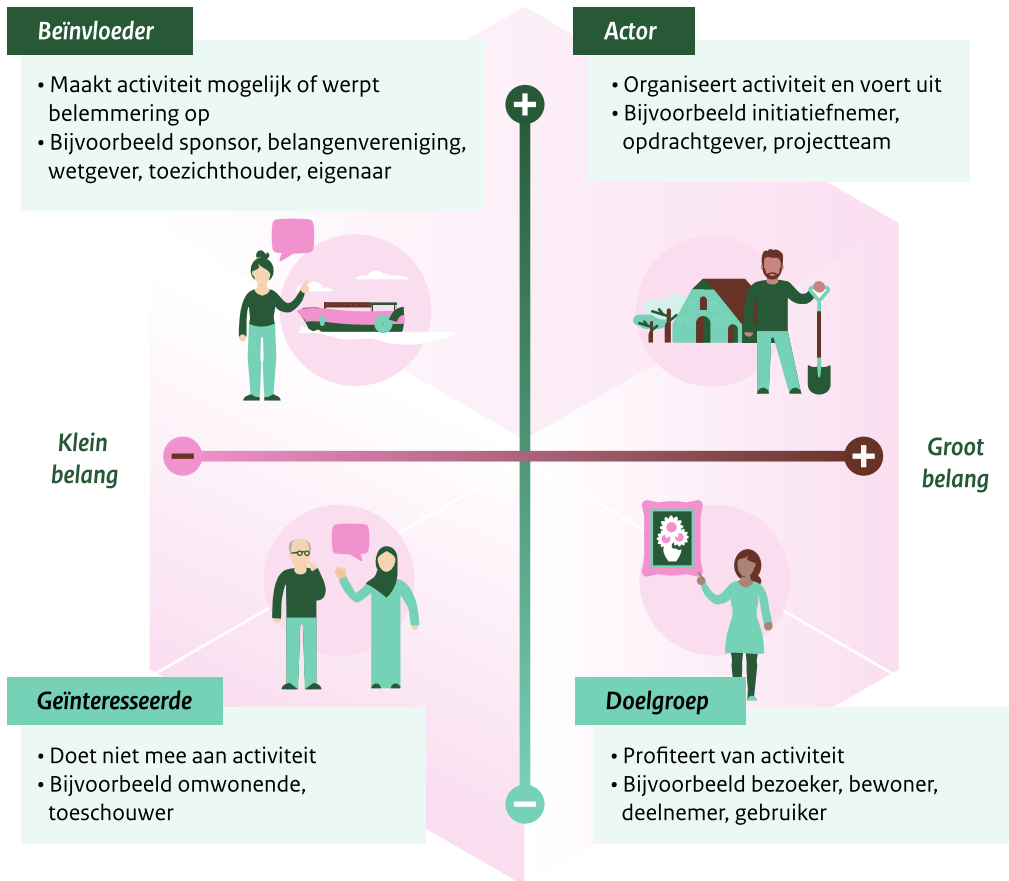 Beïnvloeder
• Maakt activiteit mogelijk of werpt
belemmering op
• Bijvoorbeeld sponsor, belangenvereniging,
wetgever, toezichthouder, eigenaar
Actor
• Organiseert activiteit en voert uit
• Bijvoorbeeld initiatiefnemer,
opdrachtgever, projectteam
Klein
belang
Groot
belang
Geïnteresseerde
• Doet niet mee aan activiteit
• Bijvoorbeeld omwonende,
toeschouwer
Doelgroep
• Profiteert van activiteit
• Bijvoorbeeld bezoeker, bewoner,
deelnemer, gebruiker